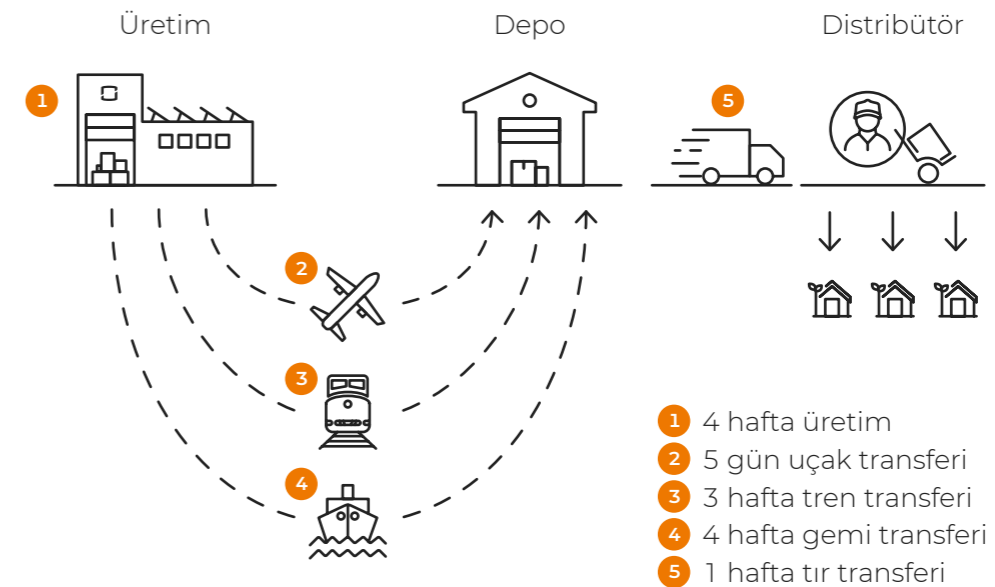 Üretim
Depo
Distribütör
1
5
2
3
4
1 4 hafta üretim
2 5 gün uçak transferi
3 3 hafta tren transferi
4 4 hafta gemi transferi
5 1 hafta tır transferi